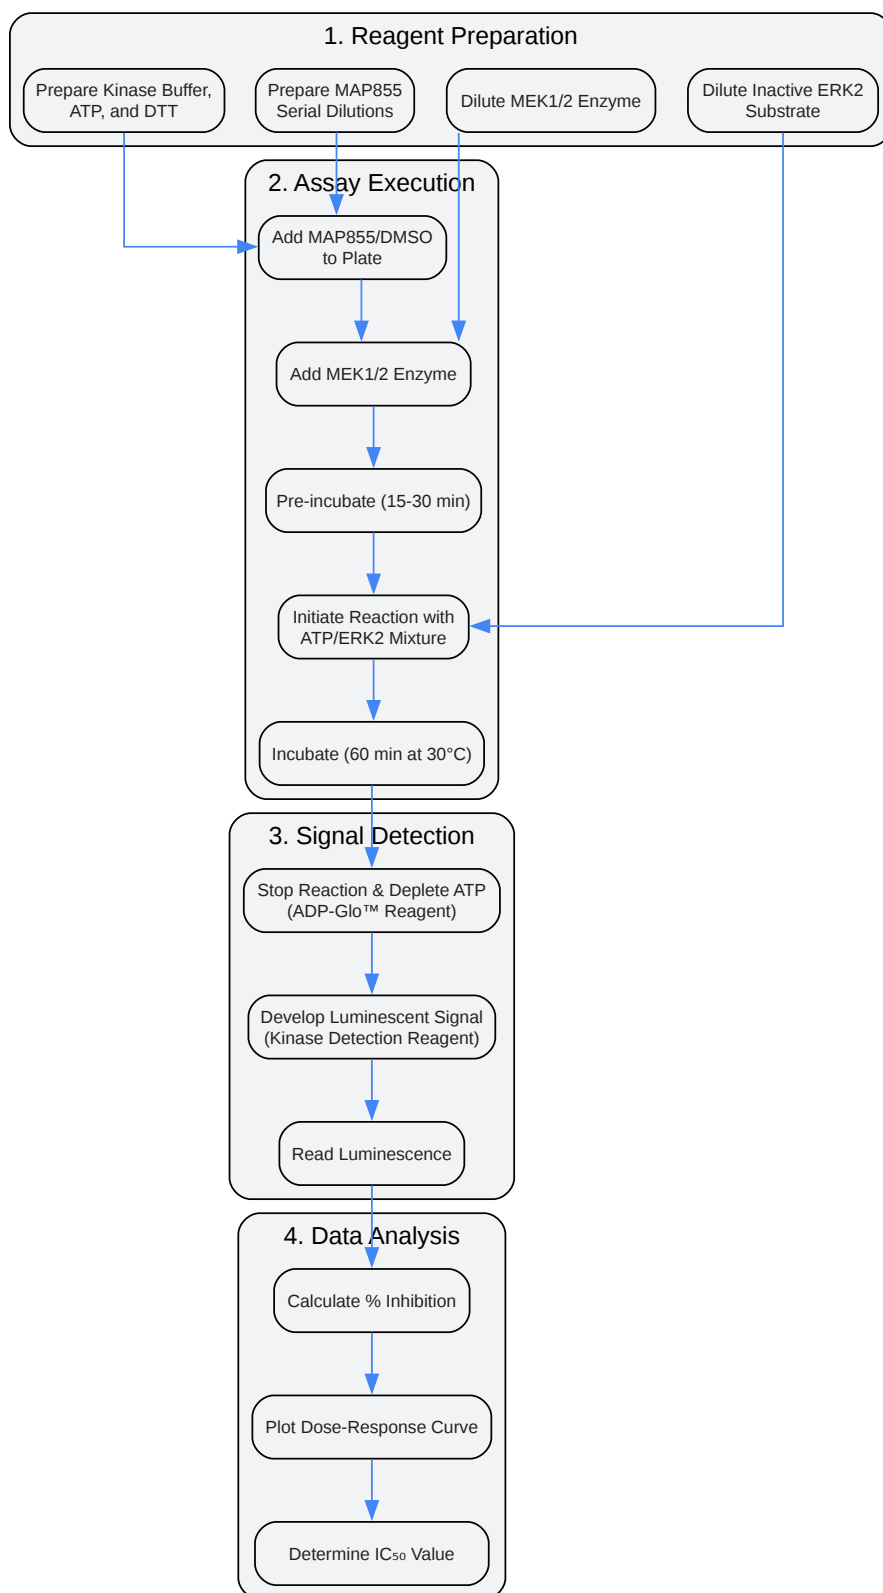 1. Reagent Preparation
Prepare Kinase Buffer,
ATP, and DTT
Prepare MAP855
Serial Dilutions
Dilute MEK1/2 Enzyme
Dilute Inactive ERK2
Substrate
2. Assay Execution
Add MAP855/DMSO
to Plate
Add MEK1/2 Enzyme
Pre-incubate (15-30 min)
Initiate Reaction with
ATP/ERK2 Mixture
Incubate (60 min at 30°C)
3. Signal Detection
Stop Reaction & Deplete ATP
(ADP-Glo™ Reagent)
Develop Luminescent Signal
(Kinase Detection Reagent)
Read Luminescence
4. Data Analysis
Calculate % Inhibition
Plot Dose-Response Curve
Determine IC₅₀ Value